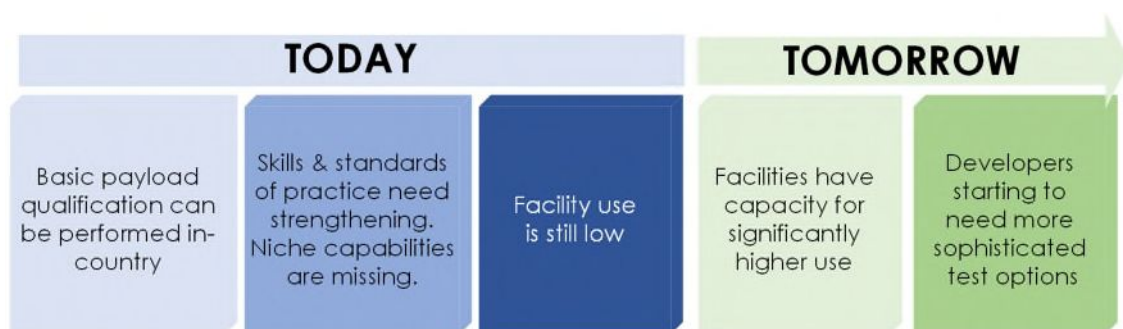 TODAY
TOMORROW
Basic payload
qualification can
be performed in-
country
Skills & standards
of practice need
strengthening.
Niche capabilities
are missing.
Facility use
is still low
Facilities have
capacity for
significantly
higher use
Developers
starting to
need more
sophisticated
test options